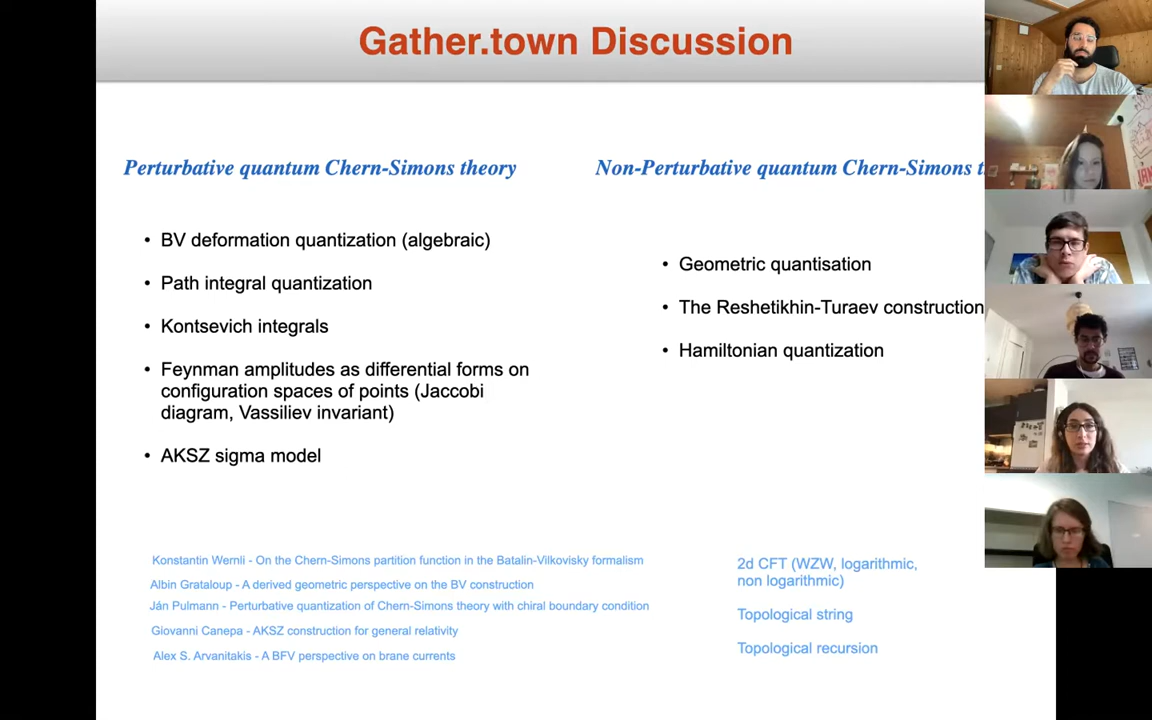 Gather.town Discussion
Perturbative quantum Chern-Simons theory
• BV deformation quantization (algebraic)
• Path integral quantization
• Kontsevich integrals
• Feynman amplitudes as differential forms on
configuration spaces of points (Jaccobi
diagram, Vassiliev invariant)
• AKSZ sigma model
Konstantin Wernli - On the Chern-Simons partition function in the Batalin-Vilkovisky formalism
Albin Grataloup - A derived geometric perspective on the BV construction
Ján Pulmann - Perturbative quantization of Chern-Simons theory with chiral boundary condition
Giovanni Canepa - AKSZ construction for general relativity
Alex S. Arvanitakis - A BFV perspective on brane currents
Non-Perturbative quantum Chern-Simons
• Geometric quantisation
• The Reshetikhin-Turaev construction
• Hamiltonian quantization
2d CFT (WZW, logarithmic,
non logarithmic)
Topological string
Topological recursion